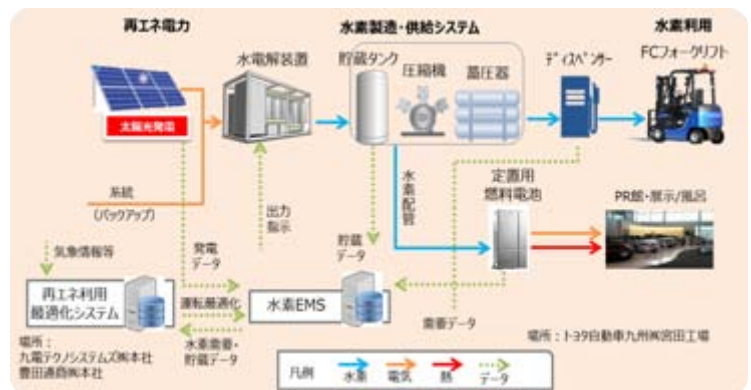 再エネ電力
水素製造・供給システム
水素利用
水電解装置
貯蔵タンク
圧縮機
蓄圧器
ディスペンサー
FCフォークリフト
太陽光発電
系統
(バックアップ)
出力
指示
水素配管
定置用
燃料電池
PR館・展示/風呂
気象情報等
発電
データ
貯蔵
データ
再エネ利用
最適化システム
運転最適化
水素EMS
水素需要・
貯蔵データ
需要データ
場所:
九電テクノシステムズ㈱本社
豊田通商㈱本社
場所:トヨタ自動車九州㈱宮田工場
凡例
水素
電気
熱
データ